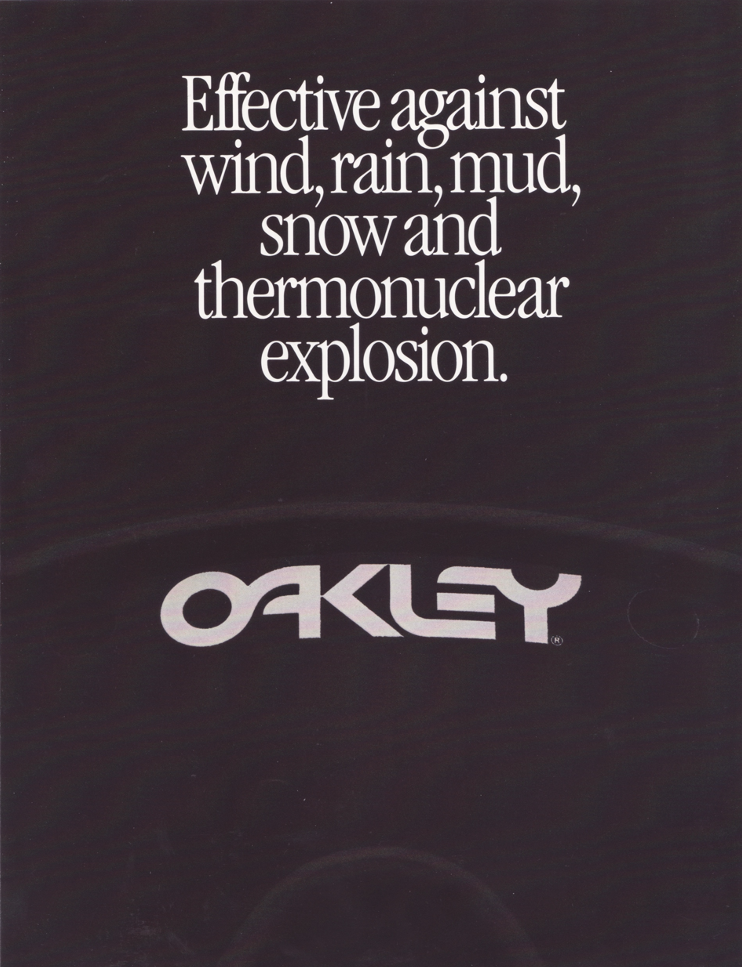 Effective against
wind, rain, mud,
snow and
thermonuclear
explosion.
OAKLEY®